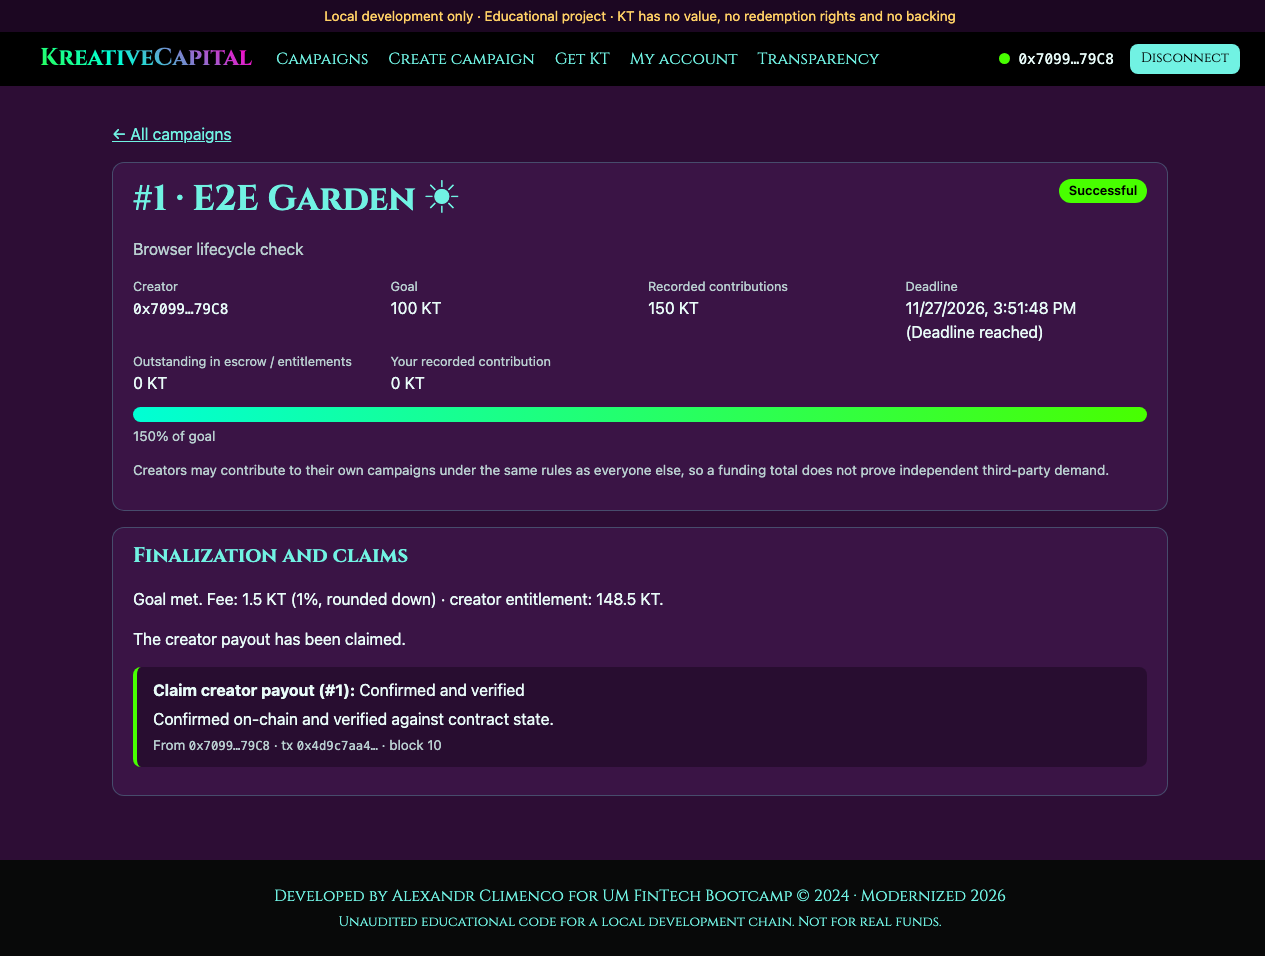 Local development only · Educational project · KT has no value, no redemption rights and no backing
KreativeCapital
Campaigns
Create campaign
Get KT
My account
Transparency
0x7099…79C8
Disconnect
← All campaigns
#1 · E2E Garden ☀
Successful
Browser lifecycle check
Creator
0x7099…79C8
Goal
100 KT
Recorded contributions
150 KT
Deadline
11/27/2026, 3:51:48 PM
(Deadline reached)
Outstanding in escrow / entitlements
0 KT
Your recorded contribution
0 KT
150% of goal
Creators may contribute to their own campaigns under the same rules as everyone else, so a funding total does not prove independent third-party demand.
Finalization and claims
Goal met. Fee: 1.5 KT (1%, rounded down) · creator entitlement: 148.5 KT.
The creator payout has been claimed.
Claim creator payout (#1): Confirmed and verified
Confirmed on-chain and verified against contract state.
From 0x7099…79C8 · tx 0x4d9c7aa4… · block 10
Developed by Alexandr Climenco for UM FinTech Bootcamp © 2024 · Modernized 2026
Unaudited educational code for a local development chain. Not for real funds.